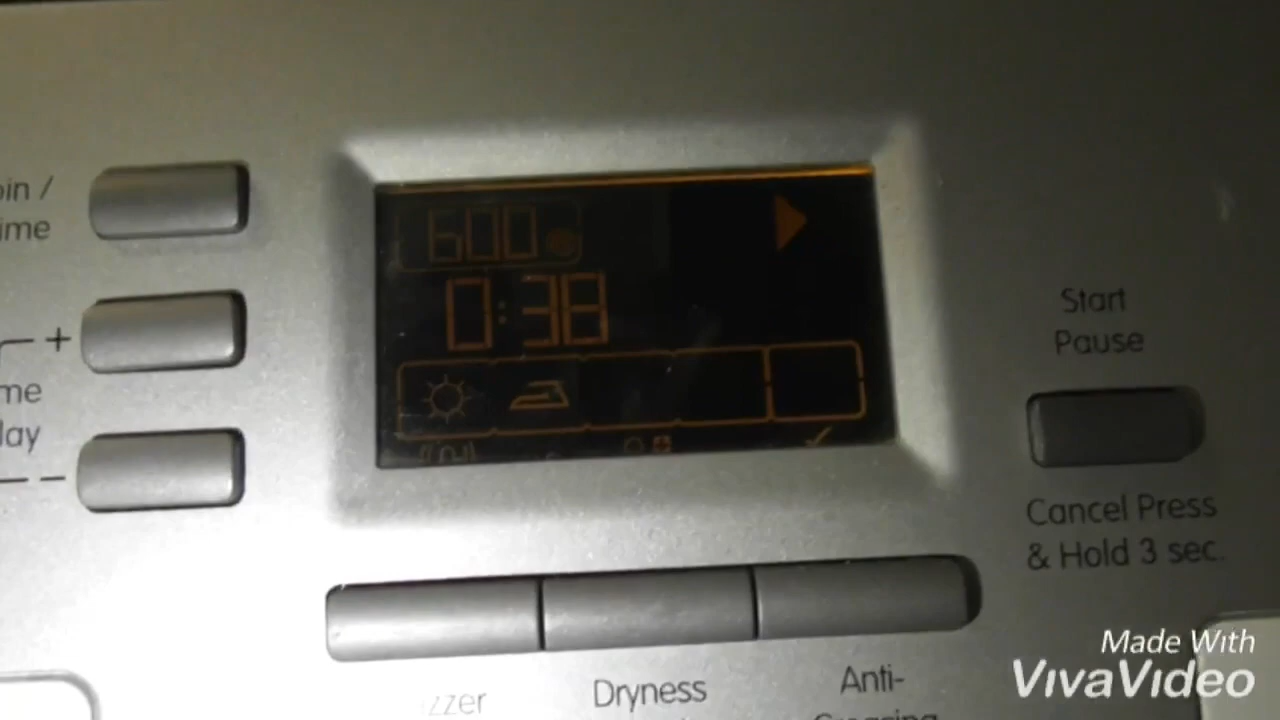 pin /
ime
+
me
lay
--
600
0:38
Start
Pause
Cancel Press
& Hold 3 sec.
zzer
Dryness
Anti-
Made With
VivaVideo